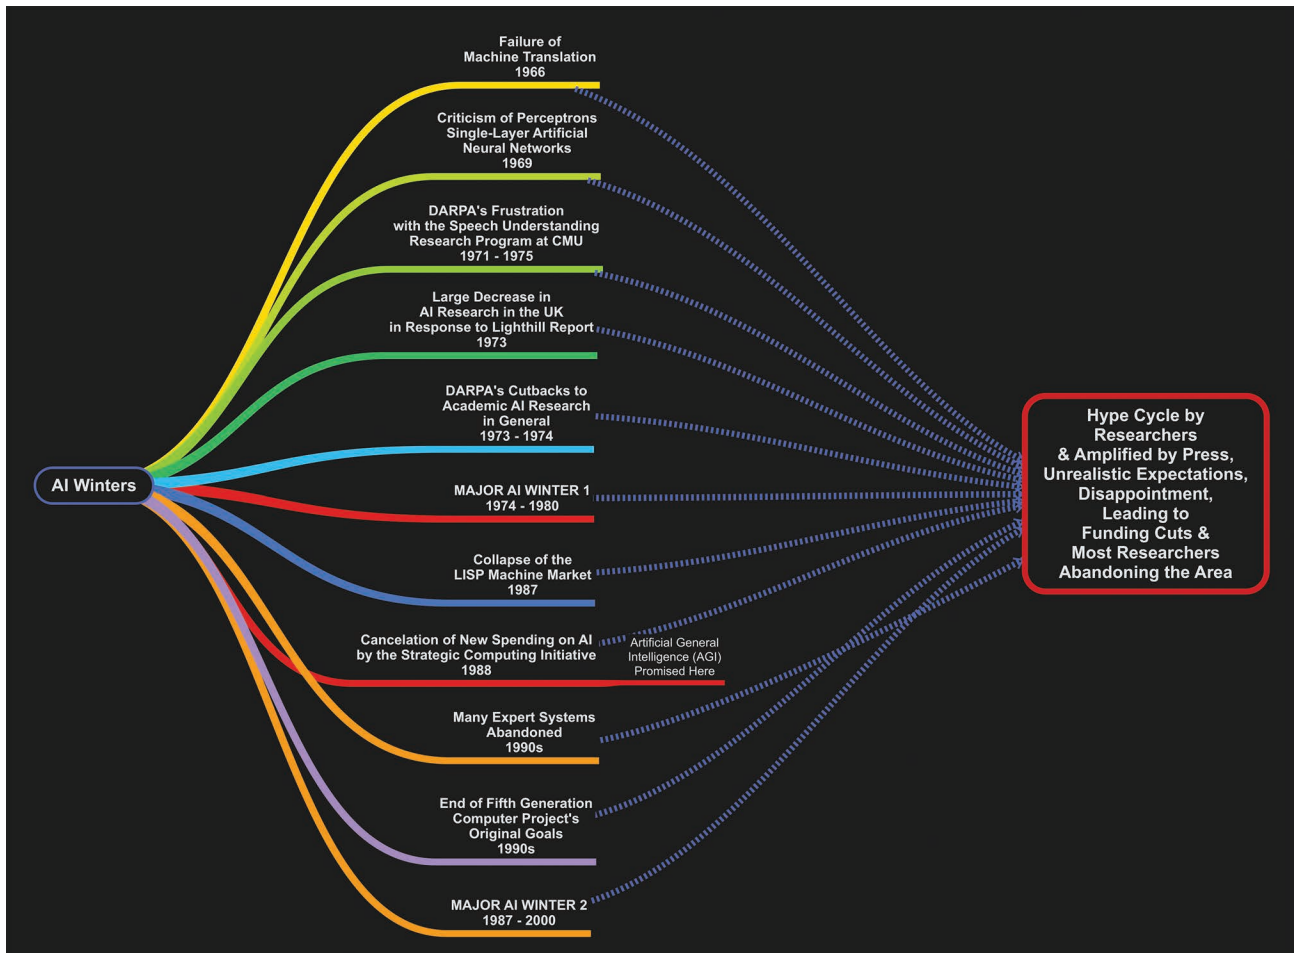 Failure of
Machine Translation
1966
Criticism of Perceptrons
Single-Layer Artificial
Neural Networks
1969
DARPA's Frustration
with the Speech Understanding
Research Program at CMU
1971 - 1975
Large Decrease in
AI Research in the UK
in Response to Lighthill Report
1973
DARPA's Cutbacks to
Academic AI Research
in General
1973 - 1974
AI Winters
MAJOR AI WINTER 1
1974 - 1980
Collapse of the
LISP Machine Market
1987
Cancelation of New Spending on AI
by the Strategic Computing Initiative
1988
Artificial General
Intelligence (AGI)
Promised Here
Many Expert Systems
Abandoned
1990s
End of Fifth Generation
Computer Project's
Original Goals
1990s
MAJOR AI WINTER 2
1987 - 2000
Hype Cycle by
Researchers
& Amplified by Press,
Unrealistic Expectations,
Disappointment,
Leading to
Funding Cuts &
Most Researchers
Abandoning the Area